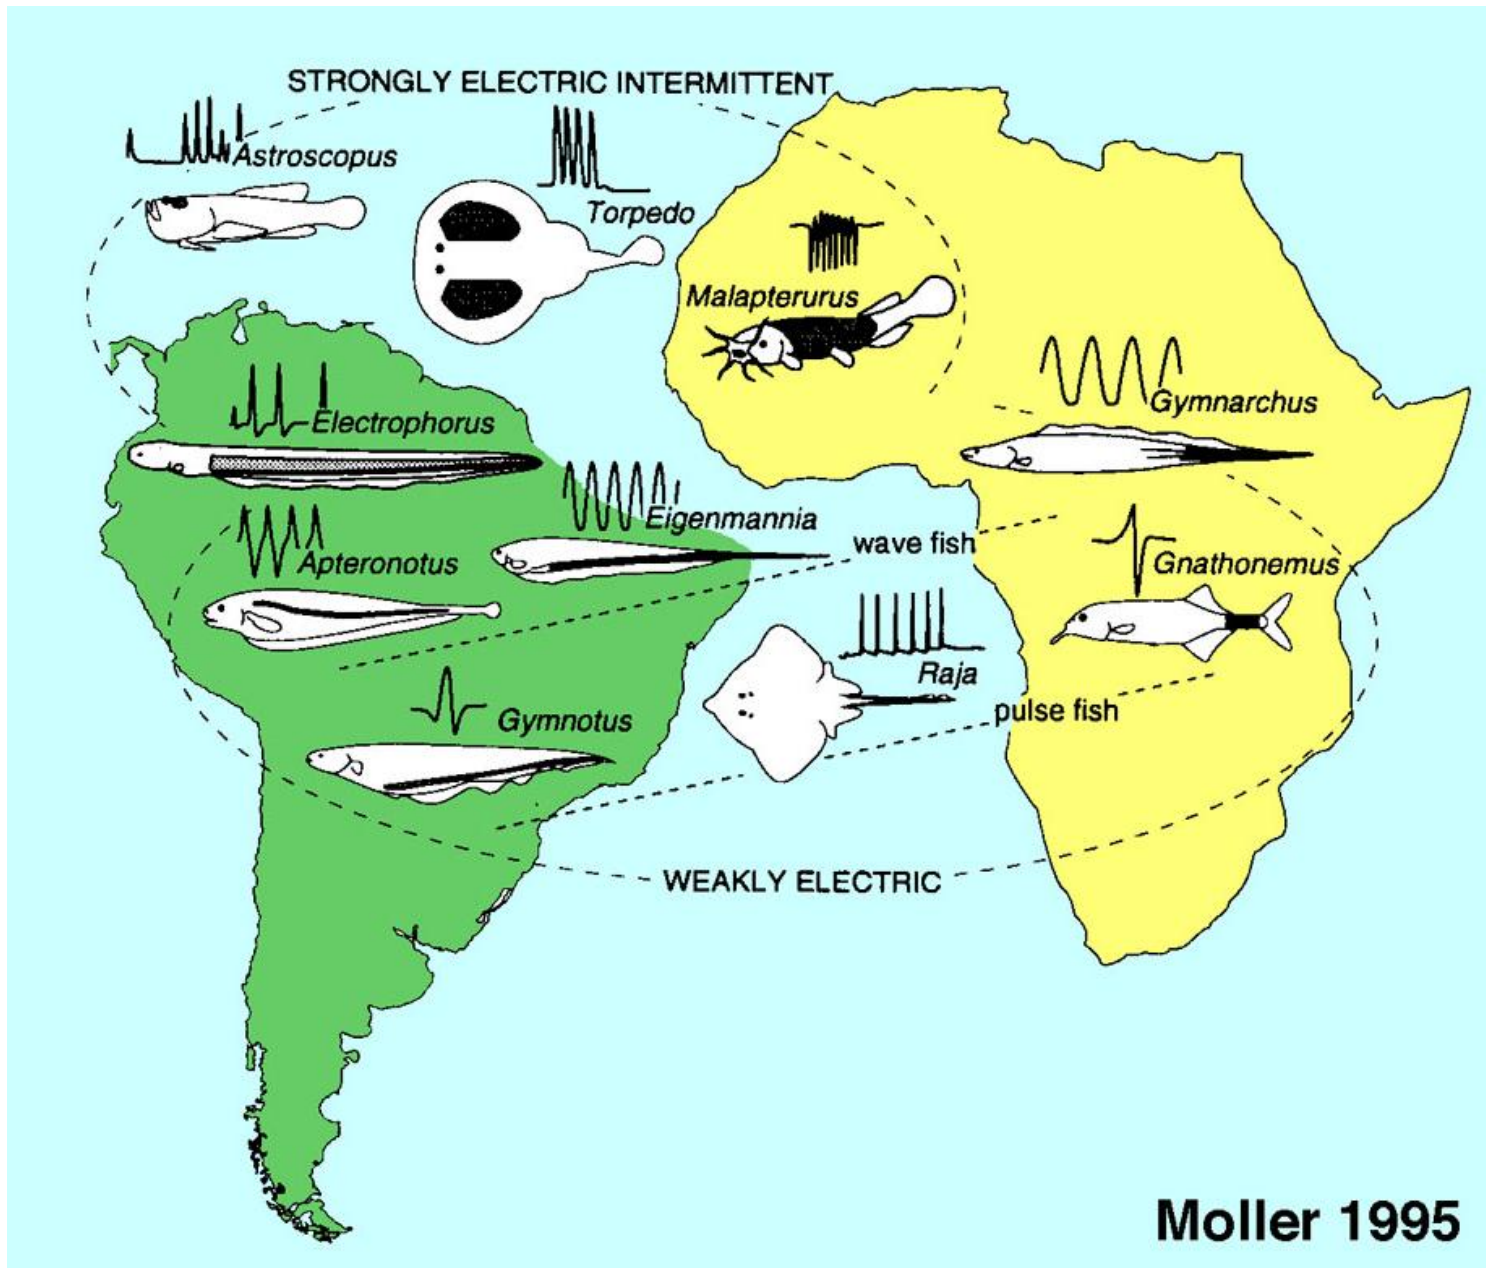 STRONGLY ELECTRIC INTERMITTENT
Astroscopus
Torpedo
Malapterurus
Electrophorus
Gymnarchus
Eigenmannia
wave fish
Apteronotus
Gnathonemus
Raja
pulse fish
Gymnotus
WEAKLY ELECTRIC
Moller 1995